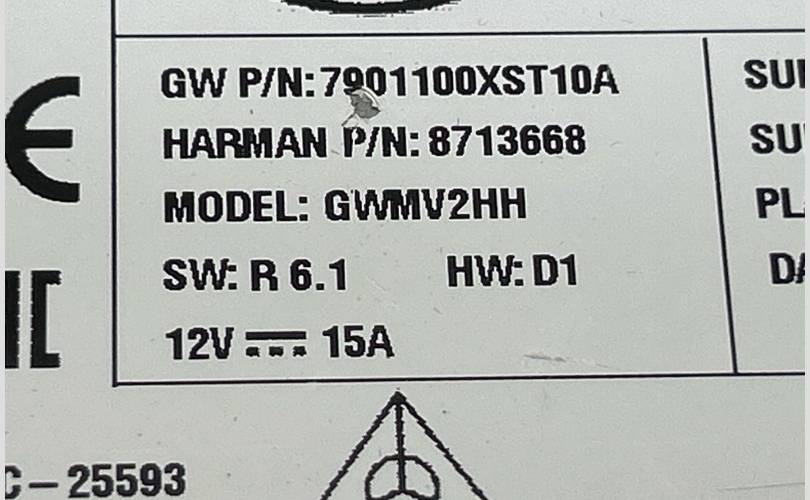 GW P/N: 7901100XST10A
HARMAN P/N: 8713668
MODEL: GWMV2HH
SW: R 6.1 HW: D1
12V ⎓ 15A
C-25593